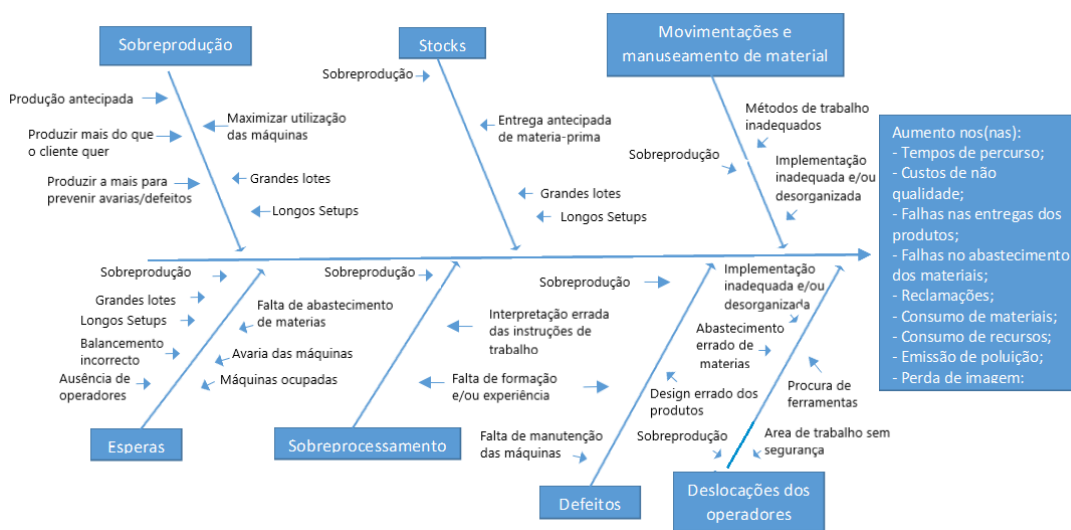 Sobreprodução
Stocks
Movimentações e
manuseamento de material
Sobreprodução
Produção antecipada
Maximizar utilização
das máquinas
Produzir mais do que
o cliente quer
Produzir a mais para
prevenir avarias/defeitos
Grandes lotes
Longos Setups
Entrega antecipada
de materia-prima
Grandes lotes
Longos Setups
Métodos de trabalho
inadequados
Sobreprodução
Implementação
inadequada e/ou
desorganizada
Aumento nos(nas):
- Tempos de percurso;
- Custos de não
qualidade;
- Falhas nas entregas dos
produtos;
- Falhas no abastecimento
dos materiais;
- Reclamações;
- Consumo de materiais;
- Consumo de recursos;
- Emissão de poluição;
- Perda de imagem:
Sobreprodução
Grandes lotes
Longos Setups
Balancemento
incorrecto
Ausência de
operadores
Falta de abastecimento
de materias
Avaria das máquinas
Máquinas ocupadas
Esperas
Sobreprodução
Interpretação errada
das instruções de
trabalho
Falta de formação
e/ou experiência
Sobreprocessamento
Sobreprodução
Design errado dos
produtos
Falta de manutenção
das máquinas
Defeitos
Implementação
inadequada e/ou
desorganizada
Abastecimento
errado de
materias
Procura de
ferramentas
Sobreprodução
Area de trabalho sem
segurança
Deslocações dos
operadores